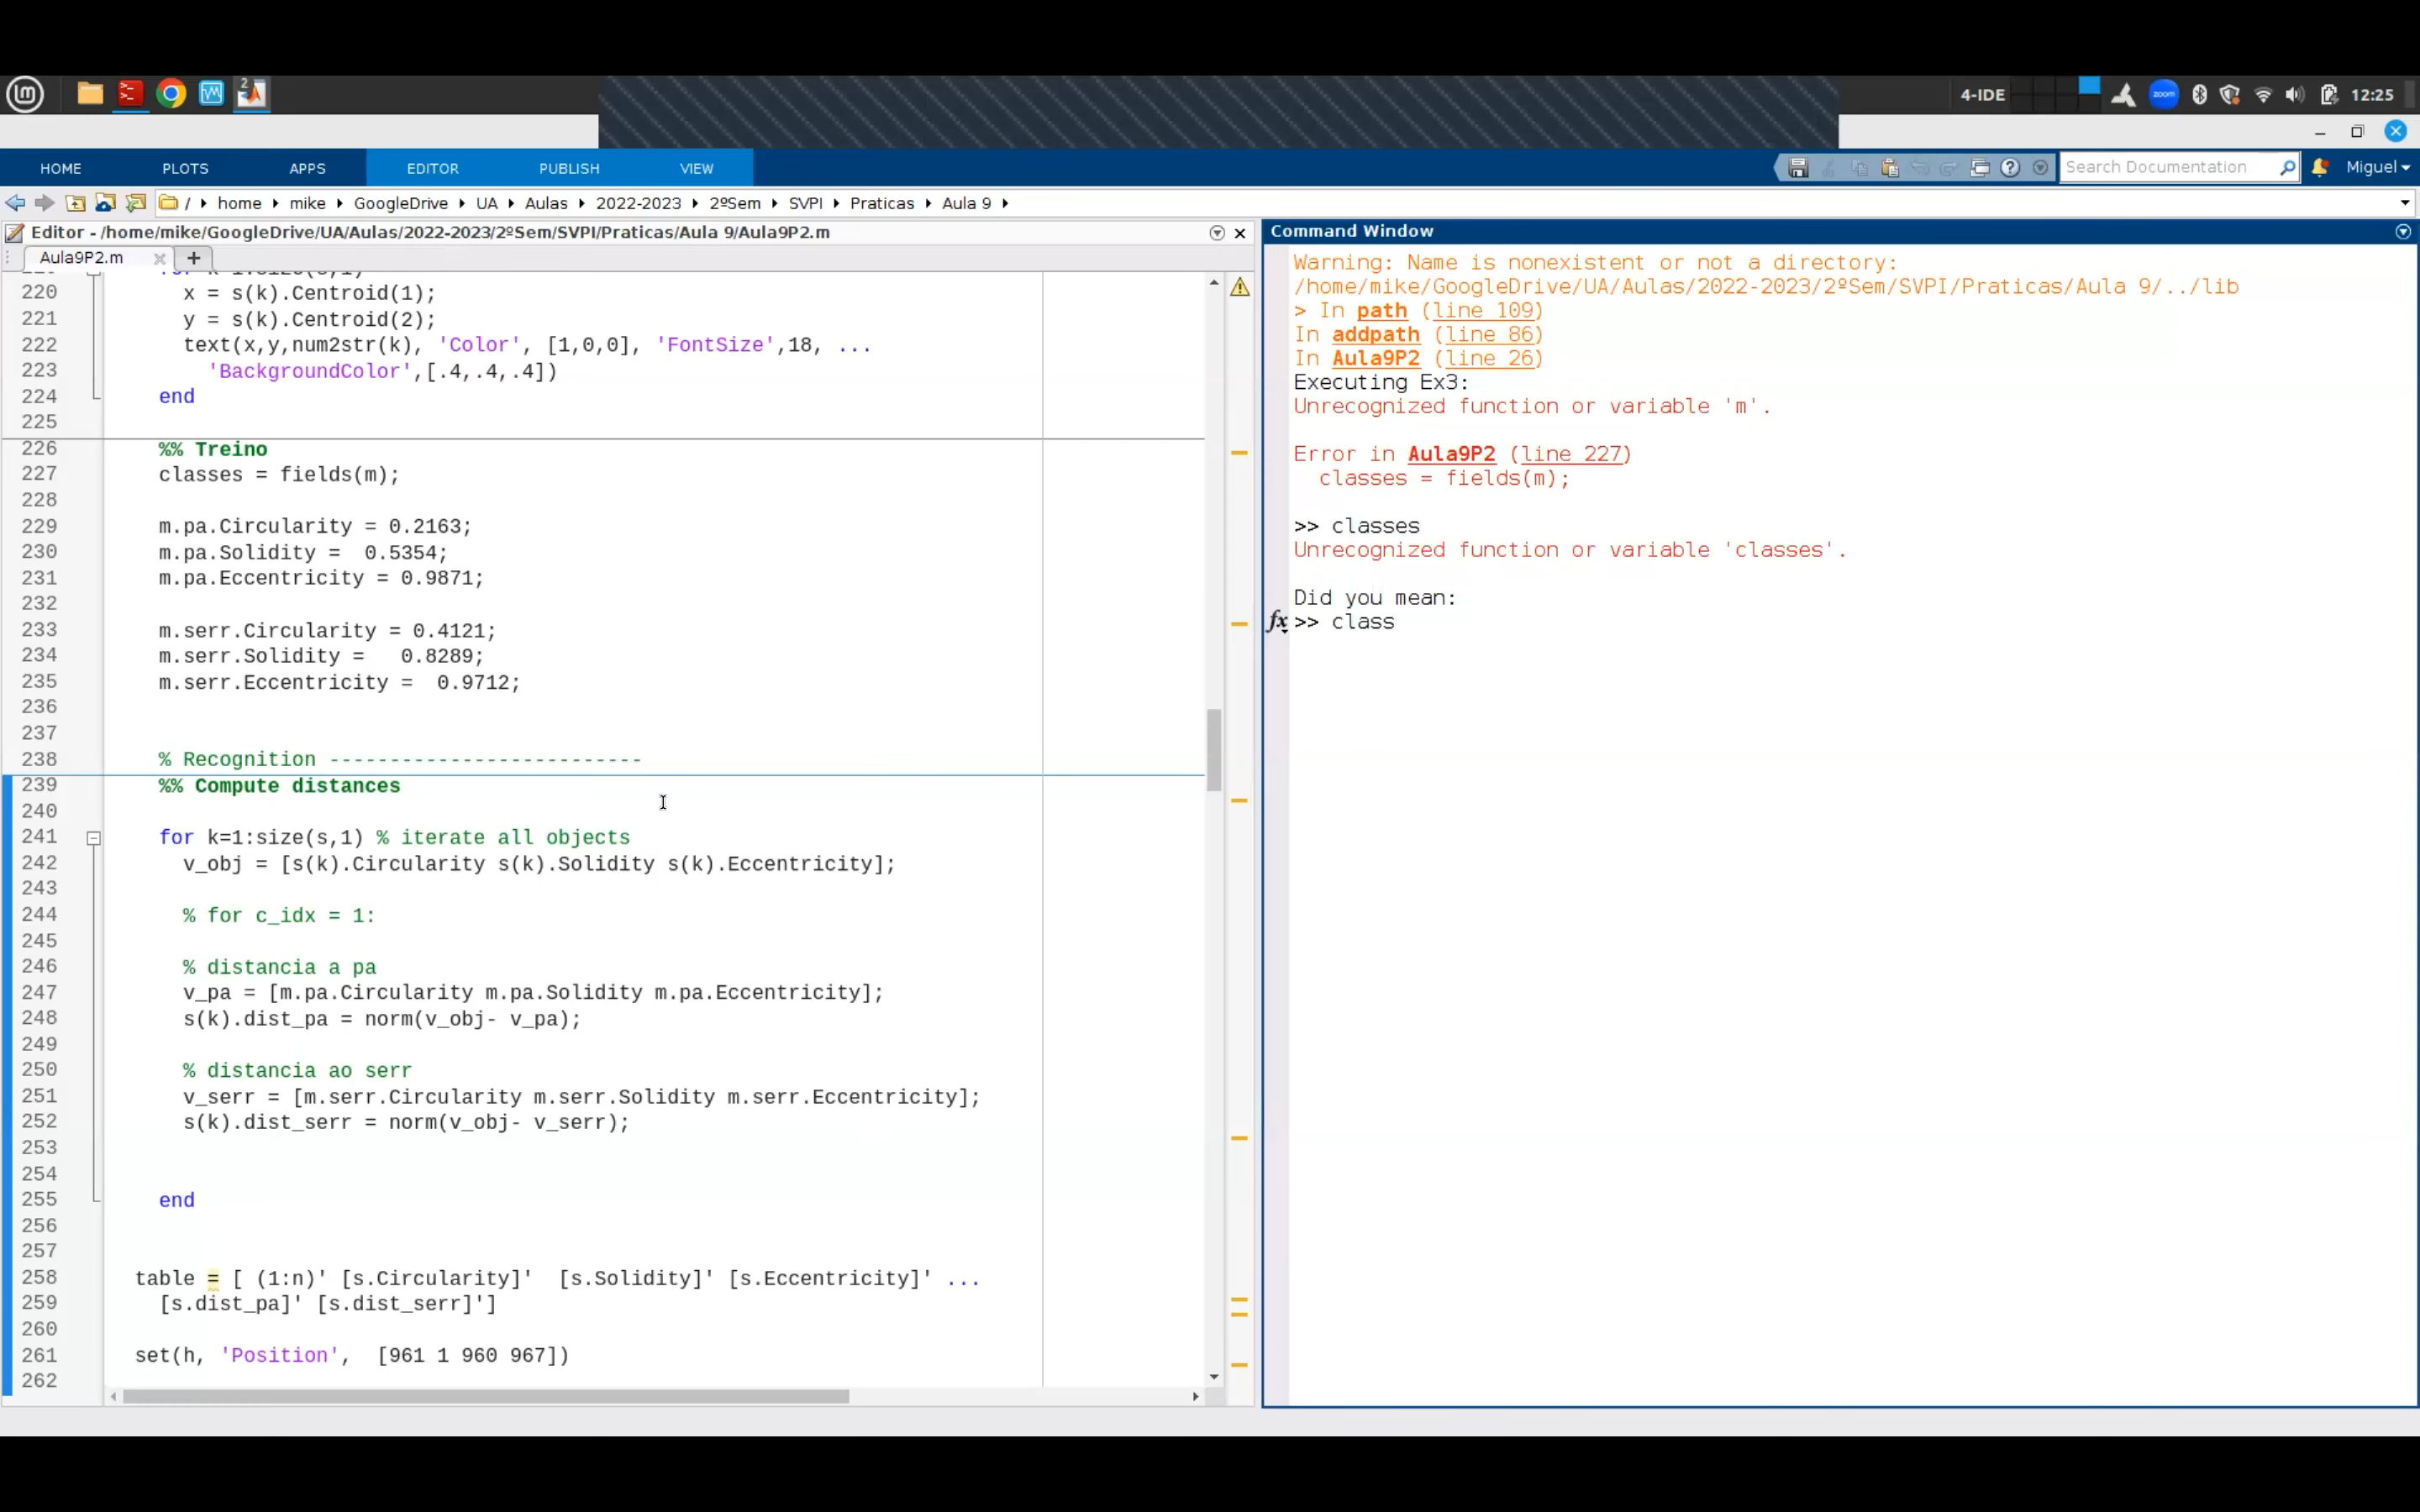 4-IDE
zoom
12:25
HOME PLOTS APPS EDITOR PUBLISH VIEW
Search Documentation
Miguel
/ home mike GoogleDrive UA Aulas 2022-2023 2ºSem SVPI Praticas Aula 9
Editor - /home/mike/GoogleDrive/UA/Aulas/2022-2023/2ºSem/SVPI/Praticas/Aula 9/Aula9P2.m
Aula9P2.m
220 x = s(k).Centroid(1);
221 y = s(k).Centroid(2);
222 text(x,y,num2str(k), 'Color', [1,0,0], 'FontSize',18, ...
223 'BackgroundColor',[.4,.4,.4])
224 end
225
226 %% Treino
227 classes = fields(m);
228
229 m.pa.Circularity = 0.2163;
230 m.pa.Solidity =  0.5354;
231 m.pa.Eccentricity = 0.9871;
232
233 m.serr.Circularity = 0.4121;
234 m.serr.Solidity =   0.8289;
235 m.serr.Eccentricity =  0.9712;
236
237
238 % Recognition --------------------------
239 %% Compute distances
240
241 for k=1:size(s,1) % iterate all objects
242 v_obj = [s(k).Circularity s(k).Solidity s(k).Eccentricity];
243
244 % for c_idx = 1:
245
246 % distancia a pa
247 v_pa = [m.pa.Circularity m.pa.Solidity m.pa.Eccentricity];
248 s(k).dist_pa = norm(v_obj- v_pa);
249
250 % distancia ao serr
251 v_serr = [m.serr.Circularity m.serr.Solidity m.serr.Eccentricity];
252 s(k).dist_serr = norm(v_obj- v_serr);
253
254
255 end
256
257
258 table = [ (1:n)' [s.Circularity]'  [s.Solidity]' [s.Eccentricity]' ...
259 [s.dist_pa]' [s.dist_serr]']
260
261 set(h, 'Position',  [961 1 960 967])
262
Command Window
Warning: Name is nonexistent or not a directory:
/home/mike/GoogleDrive/UA/Aulas/2022-2023/2ºSem/SVPI/Praticas/Aula 9/../lib
> In path (line 109)
In addpath (line 86)
In Aula9P2 (line 26)
Executing Ex3:
Unrecognized function or variable 'm'.
Error in Aula9P2 (line 227)
classes = fields(m);
>> classes
Unrecognized function or variable 'classes'.
Did you mean:
fx >> class